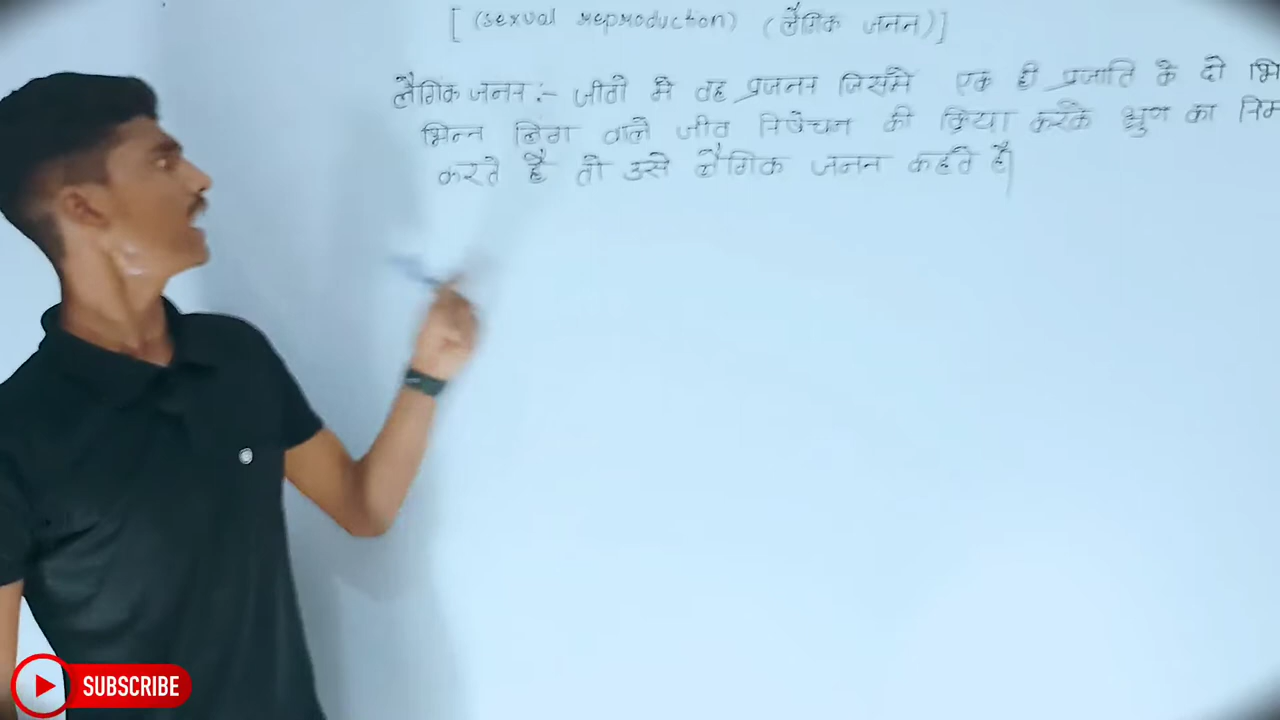 [ (sexual reproduction) (लैंगिक जनन)]
लैंगिक जनन :- जीवो मे वह प्रजनन जिसमे एक ही प्रजाति के दो
भिन्न लिंग वाले जीव निषेचन की क्रिया करके भ्रुण का
करते है तो उसे लैंगिक जनन कहते है|
SUBSCRIBE